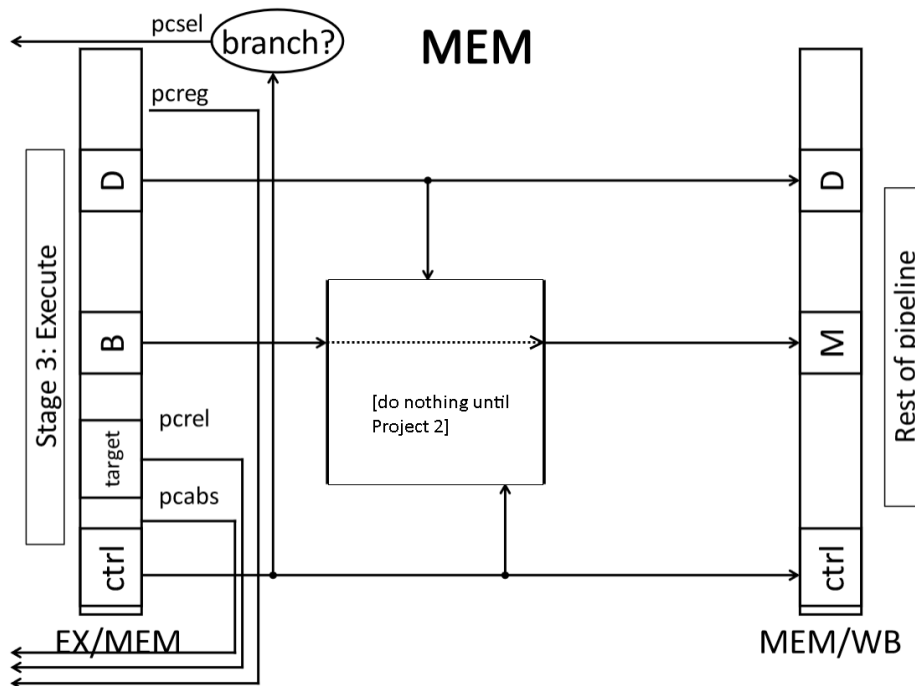 pcsel
branch?
MEM
pcreg
D
D
Stage 3: Execute
Rest of pipeline
B
M
[do nothing until
Project 2]
pcrel
target
pcabs
ctrl
ctrl
EX/MEM
MEM/WB